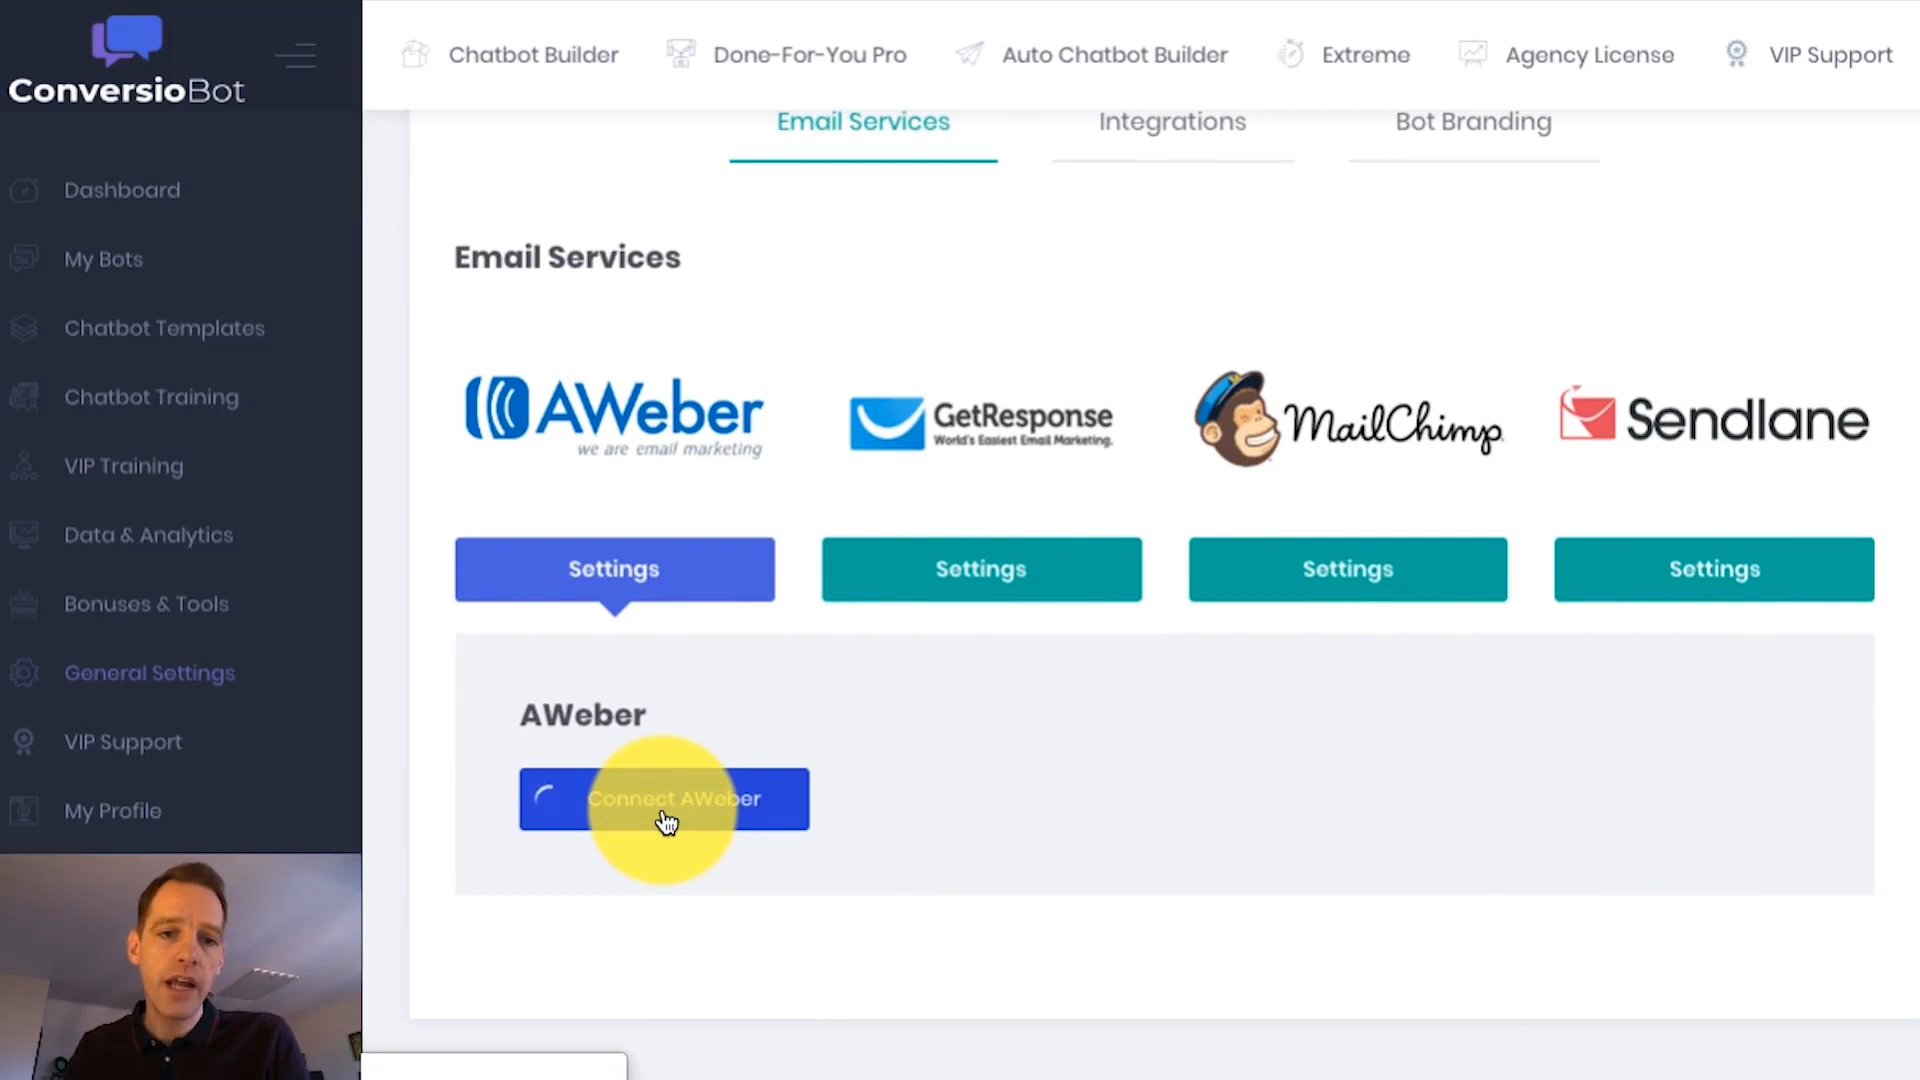 ConversioBot
Chatbot Builder
Done-For-You Pro
Auto Chatbot Builder
Extreme
Agency License
VIP Support
Dashboard
My Bots
Chatbot Templates
Chatbot Training
VIP Training
Data & Analytics
Bonuses & Tools
General Settings
VIP Support
My Profile
Email Services
Integrations
Bot Branding
Email Services
AWeber
we are email marketing
GetResponse
World's Easiest Email Marketing.
MailChimp
Sendlane
Settings
Settings
Settings
Settings
AWeber
Connect AWeber